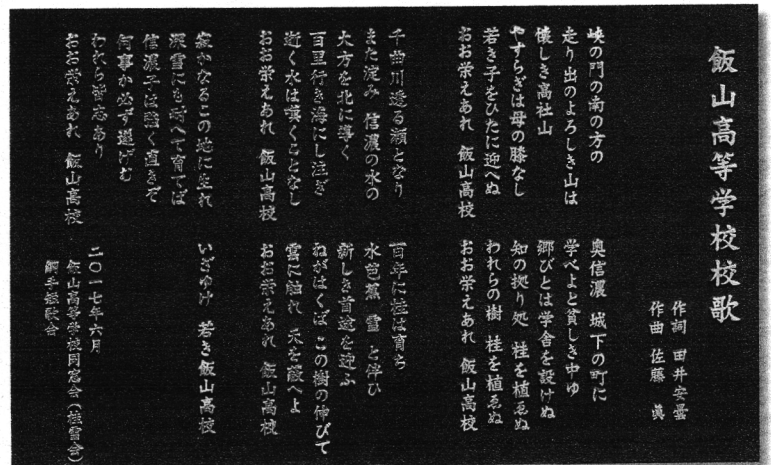 飯山高等学校校歌
作詞 田井安曇
作曲 佐藤 眞
峡の門の南の方の
走り出のよろしき山は
懐しき高社山
やすらぎは母の膝なし
若き子をひたに迎へぬ
おお栄えあれ 飯山高校
千曲川 る瀬となり
また淀み 信濃の水の
大方を北に導く
百里行き海にし注ぎ
逝く水は嘆くことなし
おお栄えあれ 飯山高校
寂かなるこの地に生れ
深雪にも耐へて育てば
信濃子は強く直きぞ
何事か必ず遂げむ
われら皆志あり
おお栄えあれ 飯山高校
奥信濃 城下の町に
学べよと貧しき中ゆ
郷びとは学舎を設けぬ
知の拠り処 桂を植ゑぬ
われらの樹 桂を植ゑぬ
おお栄えあれ 飯山高校
百年に桂は育ち
水芭蕉 雪 と伴ひ
新しき首途を迎ふ
ねがはくば この樹の伸びて
雲に触れ 天を蔽へよ
おお栄えあれ 飯山高校
いざゆけ 若き飯山高校
二〇一七年六月
飯山高等学校同窓会(桂雪会)
綱手短歌会